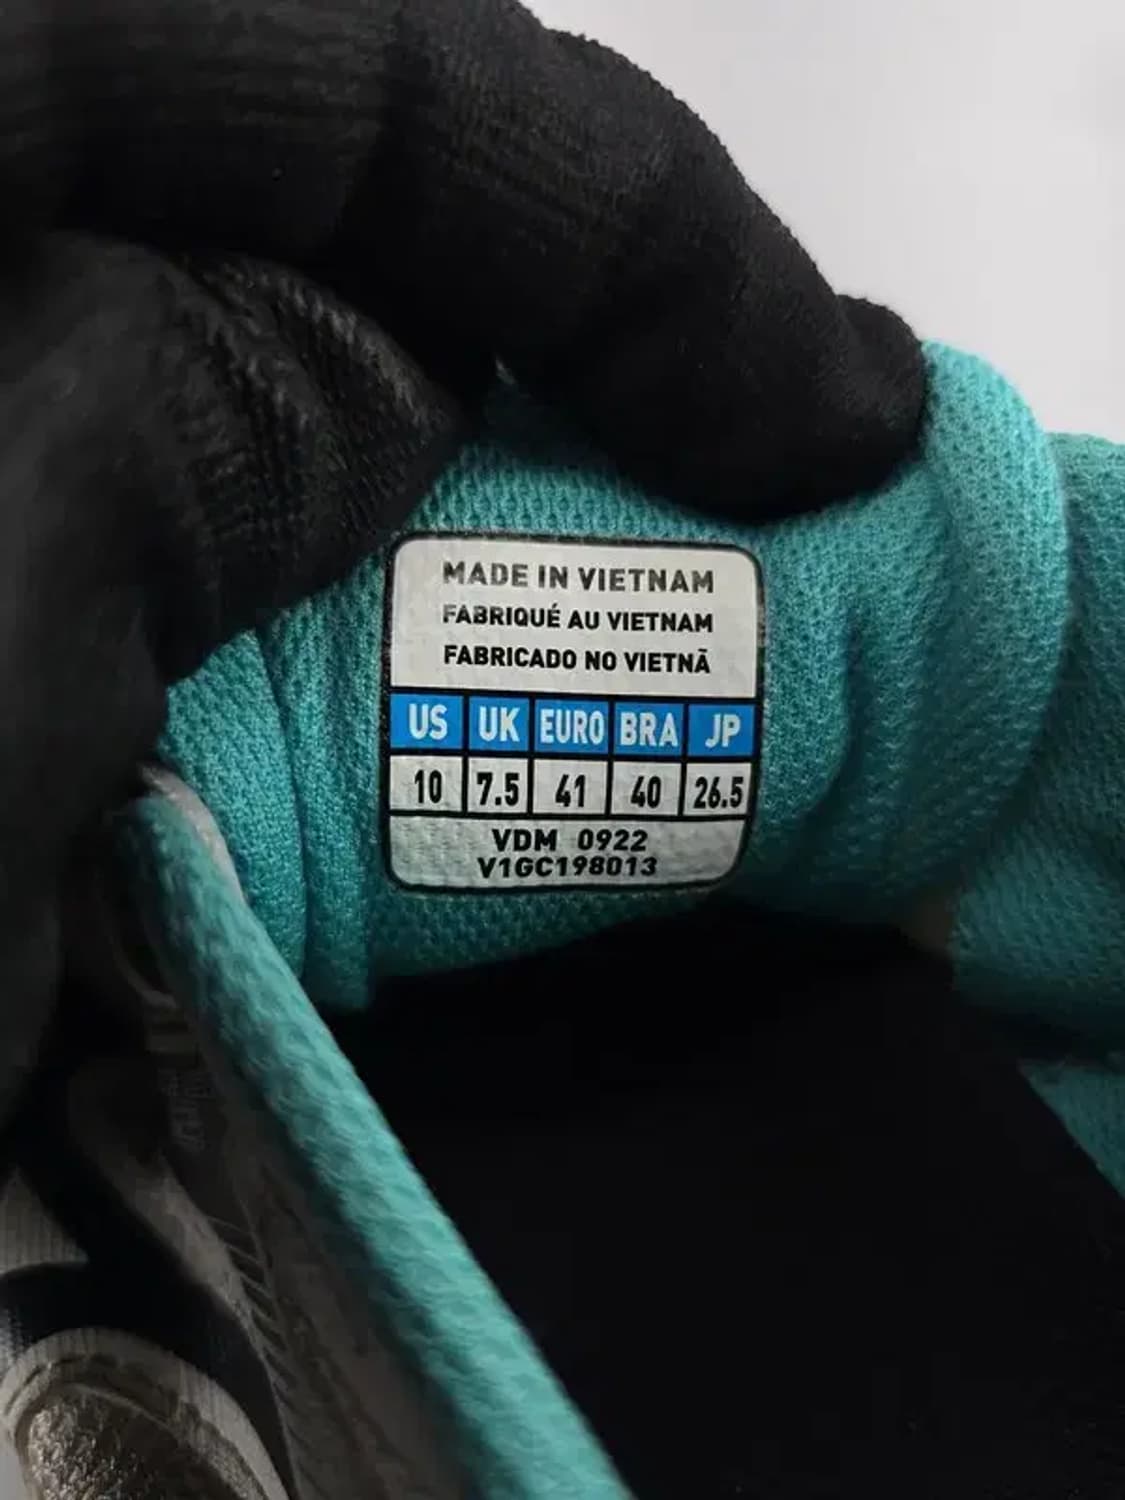 MADE IN VIETNAM
FABRIQUÉ AU VIETNAM
FABRICADO NO VIETNÃ
US UK EURO BRA JP
10 7.5 41 40 26.5
VDM 0922
V1GC198013